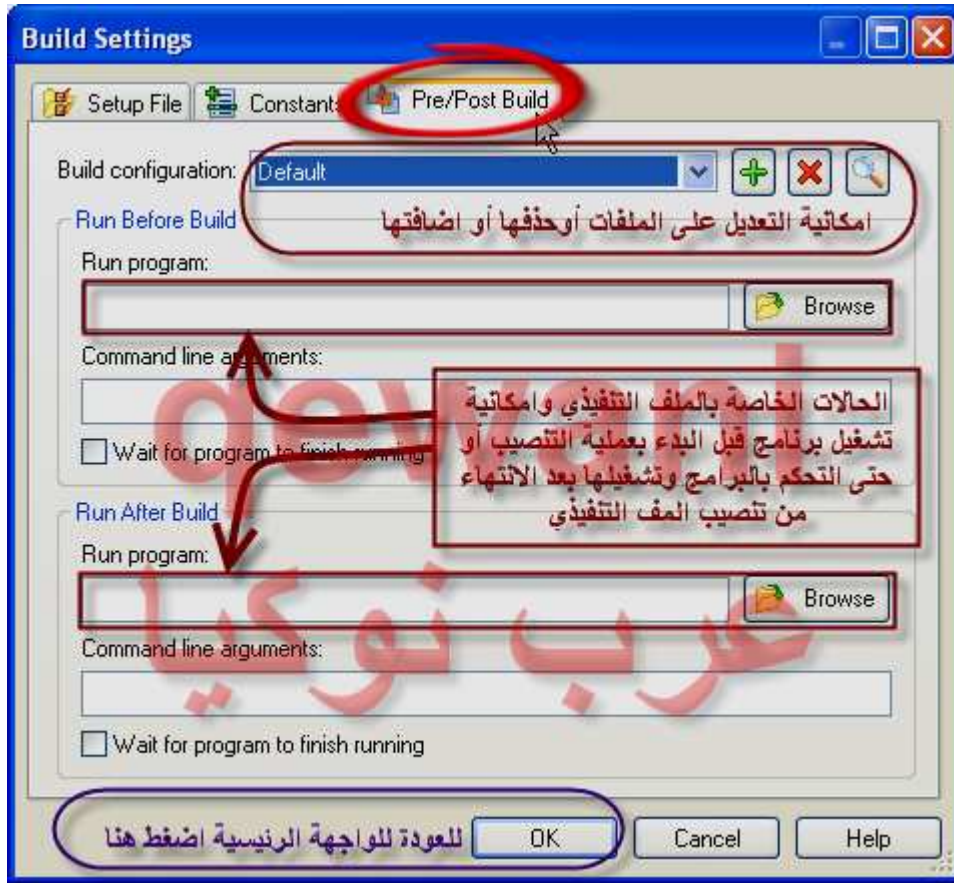 Build Settings
Setup File Constants Pre/Post Build
Build configuration: Default
امكانية التعديل على الملفات أوحذفها أو اضافتها
Run Before Build
Run program:
Browse
Command line arguments:
الحالات الخاصة بالملف التنفيذي وامكانية
تشغيل برنامج قبل البدء بعملية التنصيب أو
حتى التحكم بالبرامج وتشغيلها بعد الانتهاء
من تنصيب المف التنفيذي
Wait for program to finish running
qewani
Run After Build
Run program:
Browse
عرب نوكيا
Command line arguments:
Wait for program to finish running
للعودة للواجهة الرئيسية اضغط هنا
OK Cancel Help